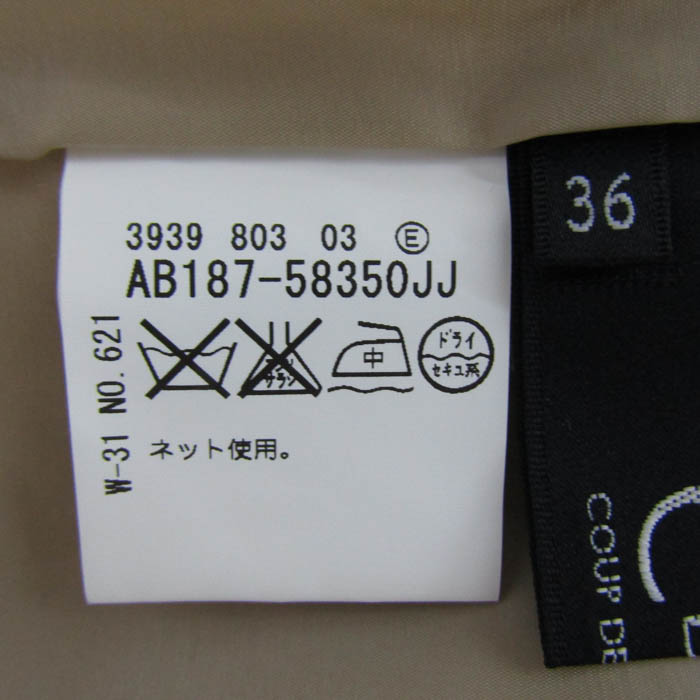 3939 803 03 Ⓔ
AB187-58350JJ
中
ドライ
セキユ系
ネット使用。
W-31 NO.621
36
COUP DE